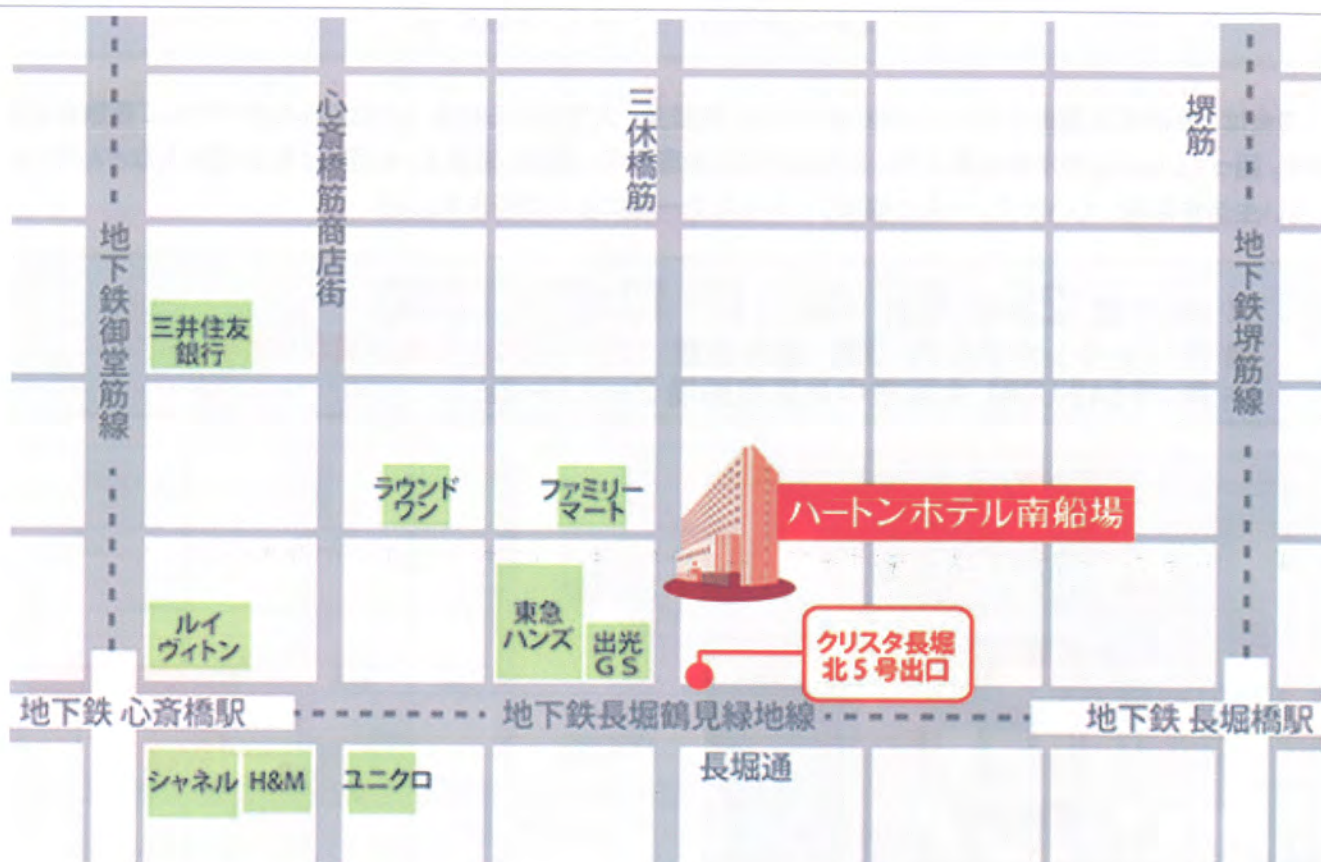 心斎橋筋商店街
三休橋筋
堺筋
地下鉄御堂筋線
地下鉄堺筋線
三井住友
銀行
ラウンド
ワン
ファミリー
マート
ハートンホテル南船場
東急
ハンズ
出光
GS
ルイ
ヴィトン
クリスタ長堀
北5号出口
地下鉄 心斎橋駅
地下鉄長堀鶴見緑地線
地下鉄 長堀橋駅
長堀通
シャネル
H&M
ユニクロ